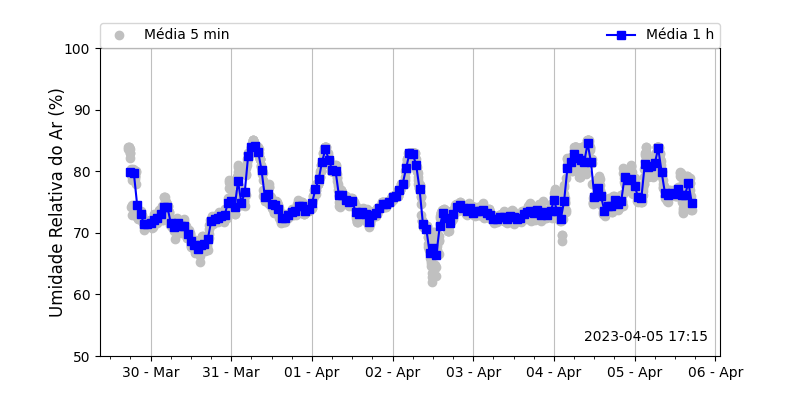 Média 5 min
Média 1 h
Umidade Relativa do Ar (%)
100
90
80
70
60
50
2023-04-05 17:15
30 - Mar
31 - Mar
01 - Apr
02 - Apr
03 - Apr
04 - Apr
05 - Apr
06 - Apr